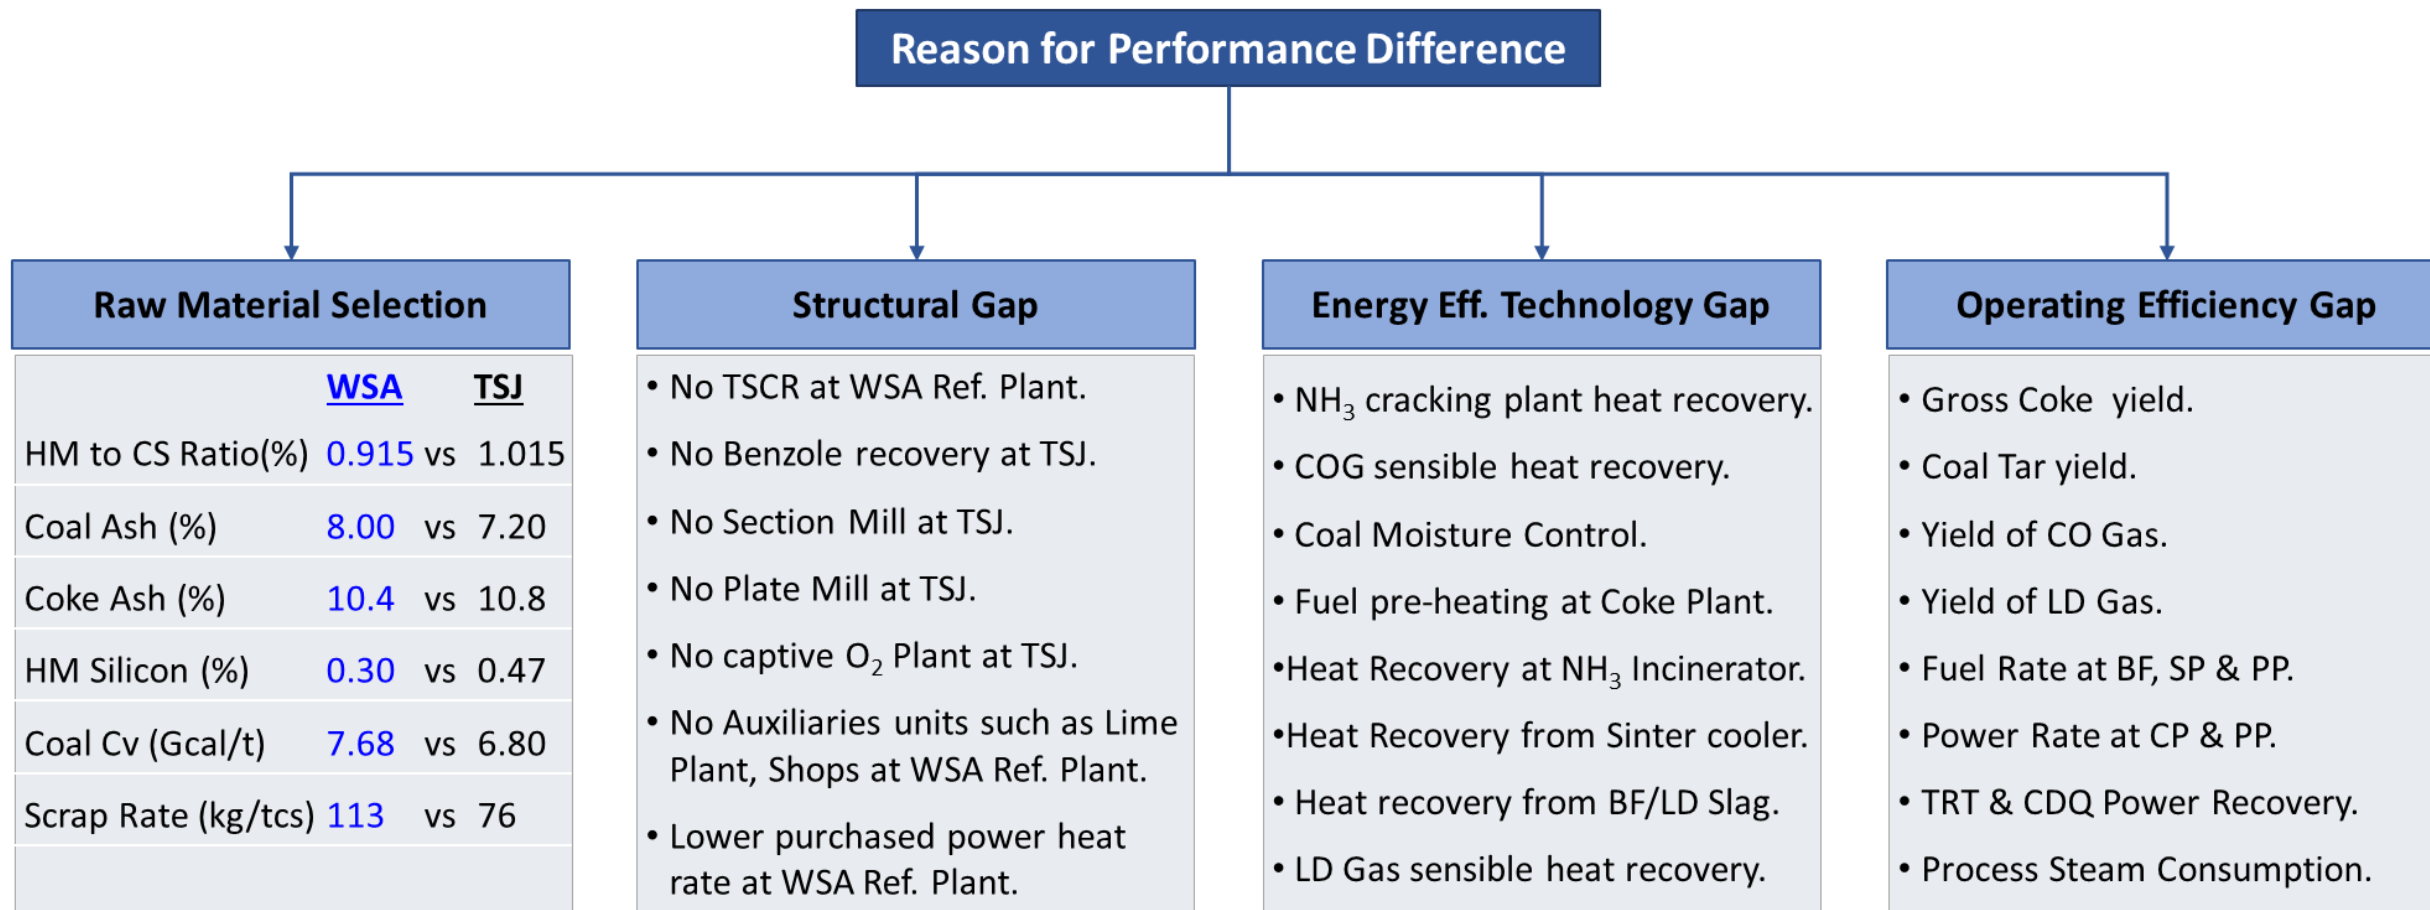 Reason for Performance Difference
Raw Material Selection
WSA TSJ
HM to CS Ratio(%) 0.915 vs 1.015
Coal Ash (%) 8.00 vs 7.20
Coke Ash (%) 10.4 vs 10.8
HM Silicon (%) 0.30 vs 0.47
Coal Cv (Gcal/t) 7.68 vs 6.80
Scrap Rate (kg/tcs) 113 vs 76
Structural Gap
• No TSCR at WSA Ref. Plant.
• No Benzole recovery at TSJ.
• No Section Mill at TSJ.
• No Plate Mill at TSJ.
• No captive O₂ Plant at TSJ.
• No Auxiliaries units such as Lime
Plant, Shops at WSA Ref. Plant.
• Lower purchased power heat
rate at WSA Ref. Plant.
Energy Eff. Technology Gap
• NH₃ cracking plant heat recovery.
• COG sensible heat recovery.
• Coal Moisture Control.
• Fuel pre-heating at Coke Plant.
•Heat Recovery at NH₃ Incinerator.
•Heat Recovery from Sinter cooler.
• Heat recovery from BF/LD Slag.
• LD Gas sensible heat recovery.
Operating Efficiency Gap
• Gross Coke yield.
• Coal Tar yield.
• Yield of CO Gas.
• Yield of LD Gas.
• Fuel Rate at BF, SP & PP.
• Power Rate at CP & PP.
• TRT & CDQ Power Recovery.
• Process Steam Consumption.